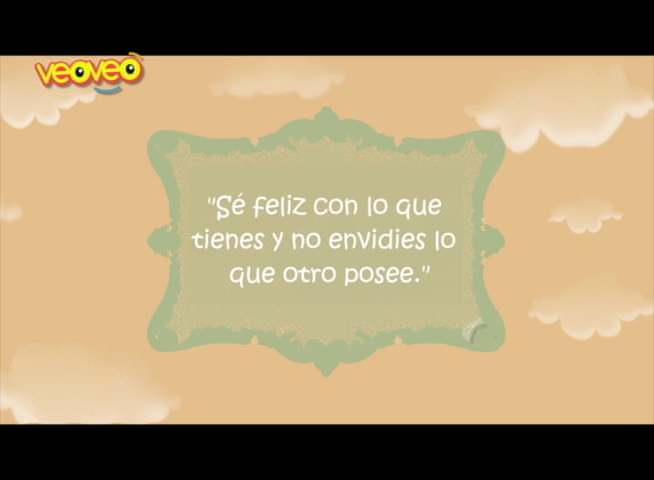 veoveo
"Sé feliz con lo que
tienes y no envidies lo
que otro posee."